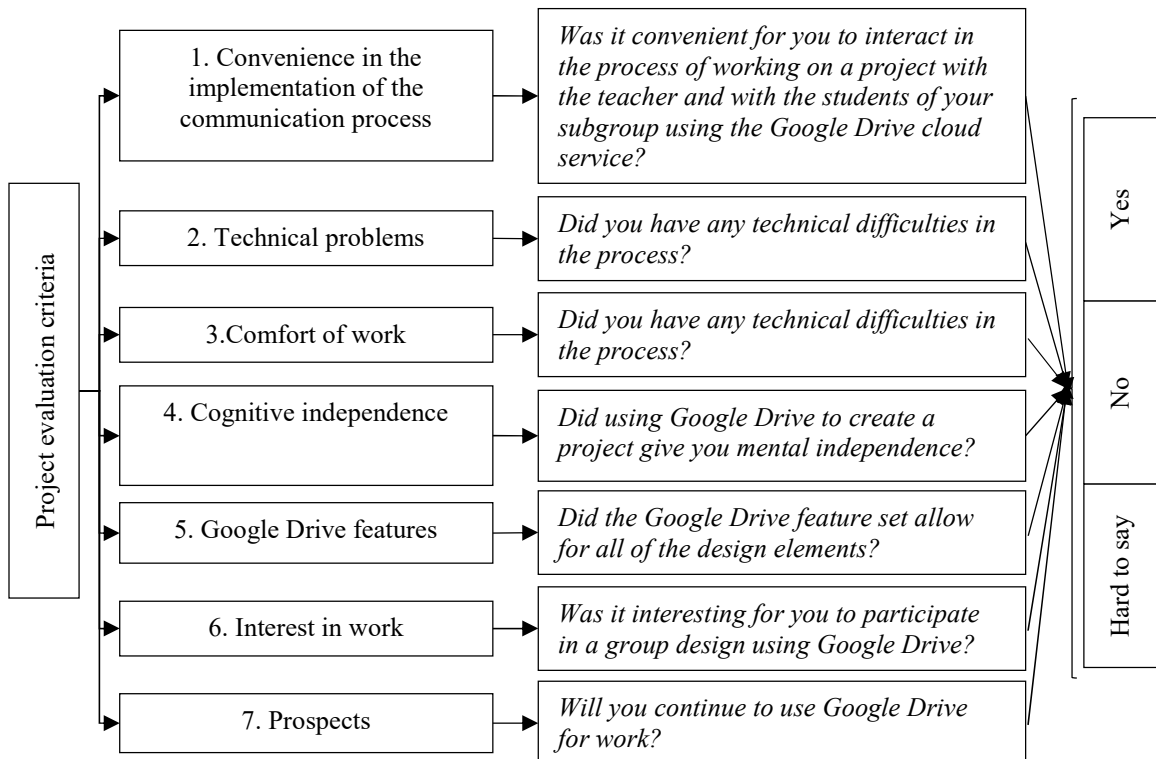 Project evaluation criteria
1. Convenience in the
implementation of the
communication process
Was it convenient for you to interact in
the process of working on a project with
the teacher and with the students of your
subgroup using the Google Drive cloud
service?
2. Technical problems
Did you have any technical difficulties in
the process?
3.Comfort of work
Did you have any technical difficulties in
the process?
4. Cognitive independence
Did using Google Drive to create a
project give you mental independence?
5. Google Drive features
Did the Google Drive feature set allow
for all of the design elements?
6. Interest in work
Was it interesting for you to participate
in a group design using Google Drive?
7. Prospects
Will you continue to use Google Drive
for work?
Yes
No
Hard to say